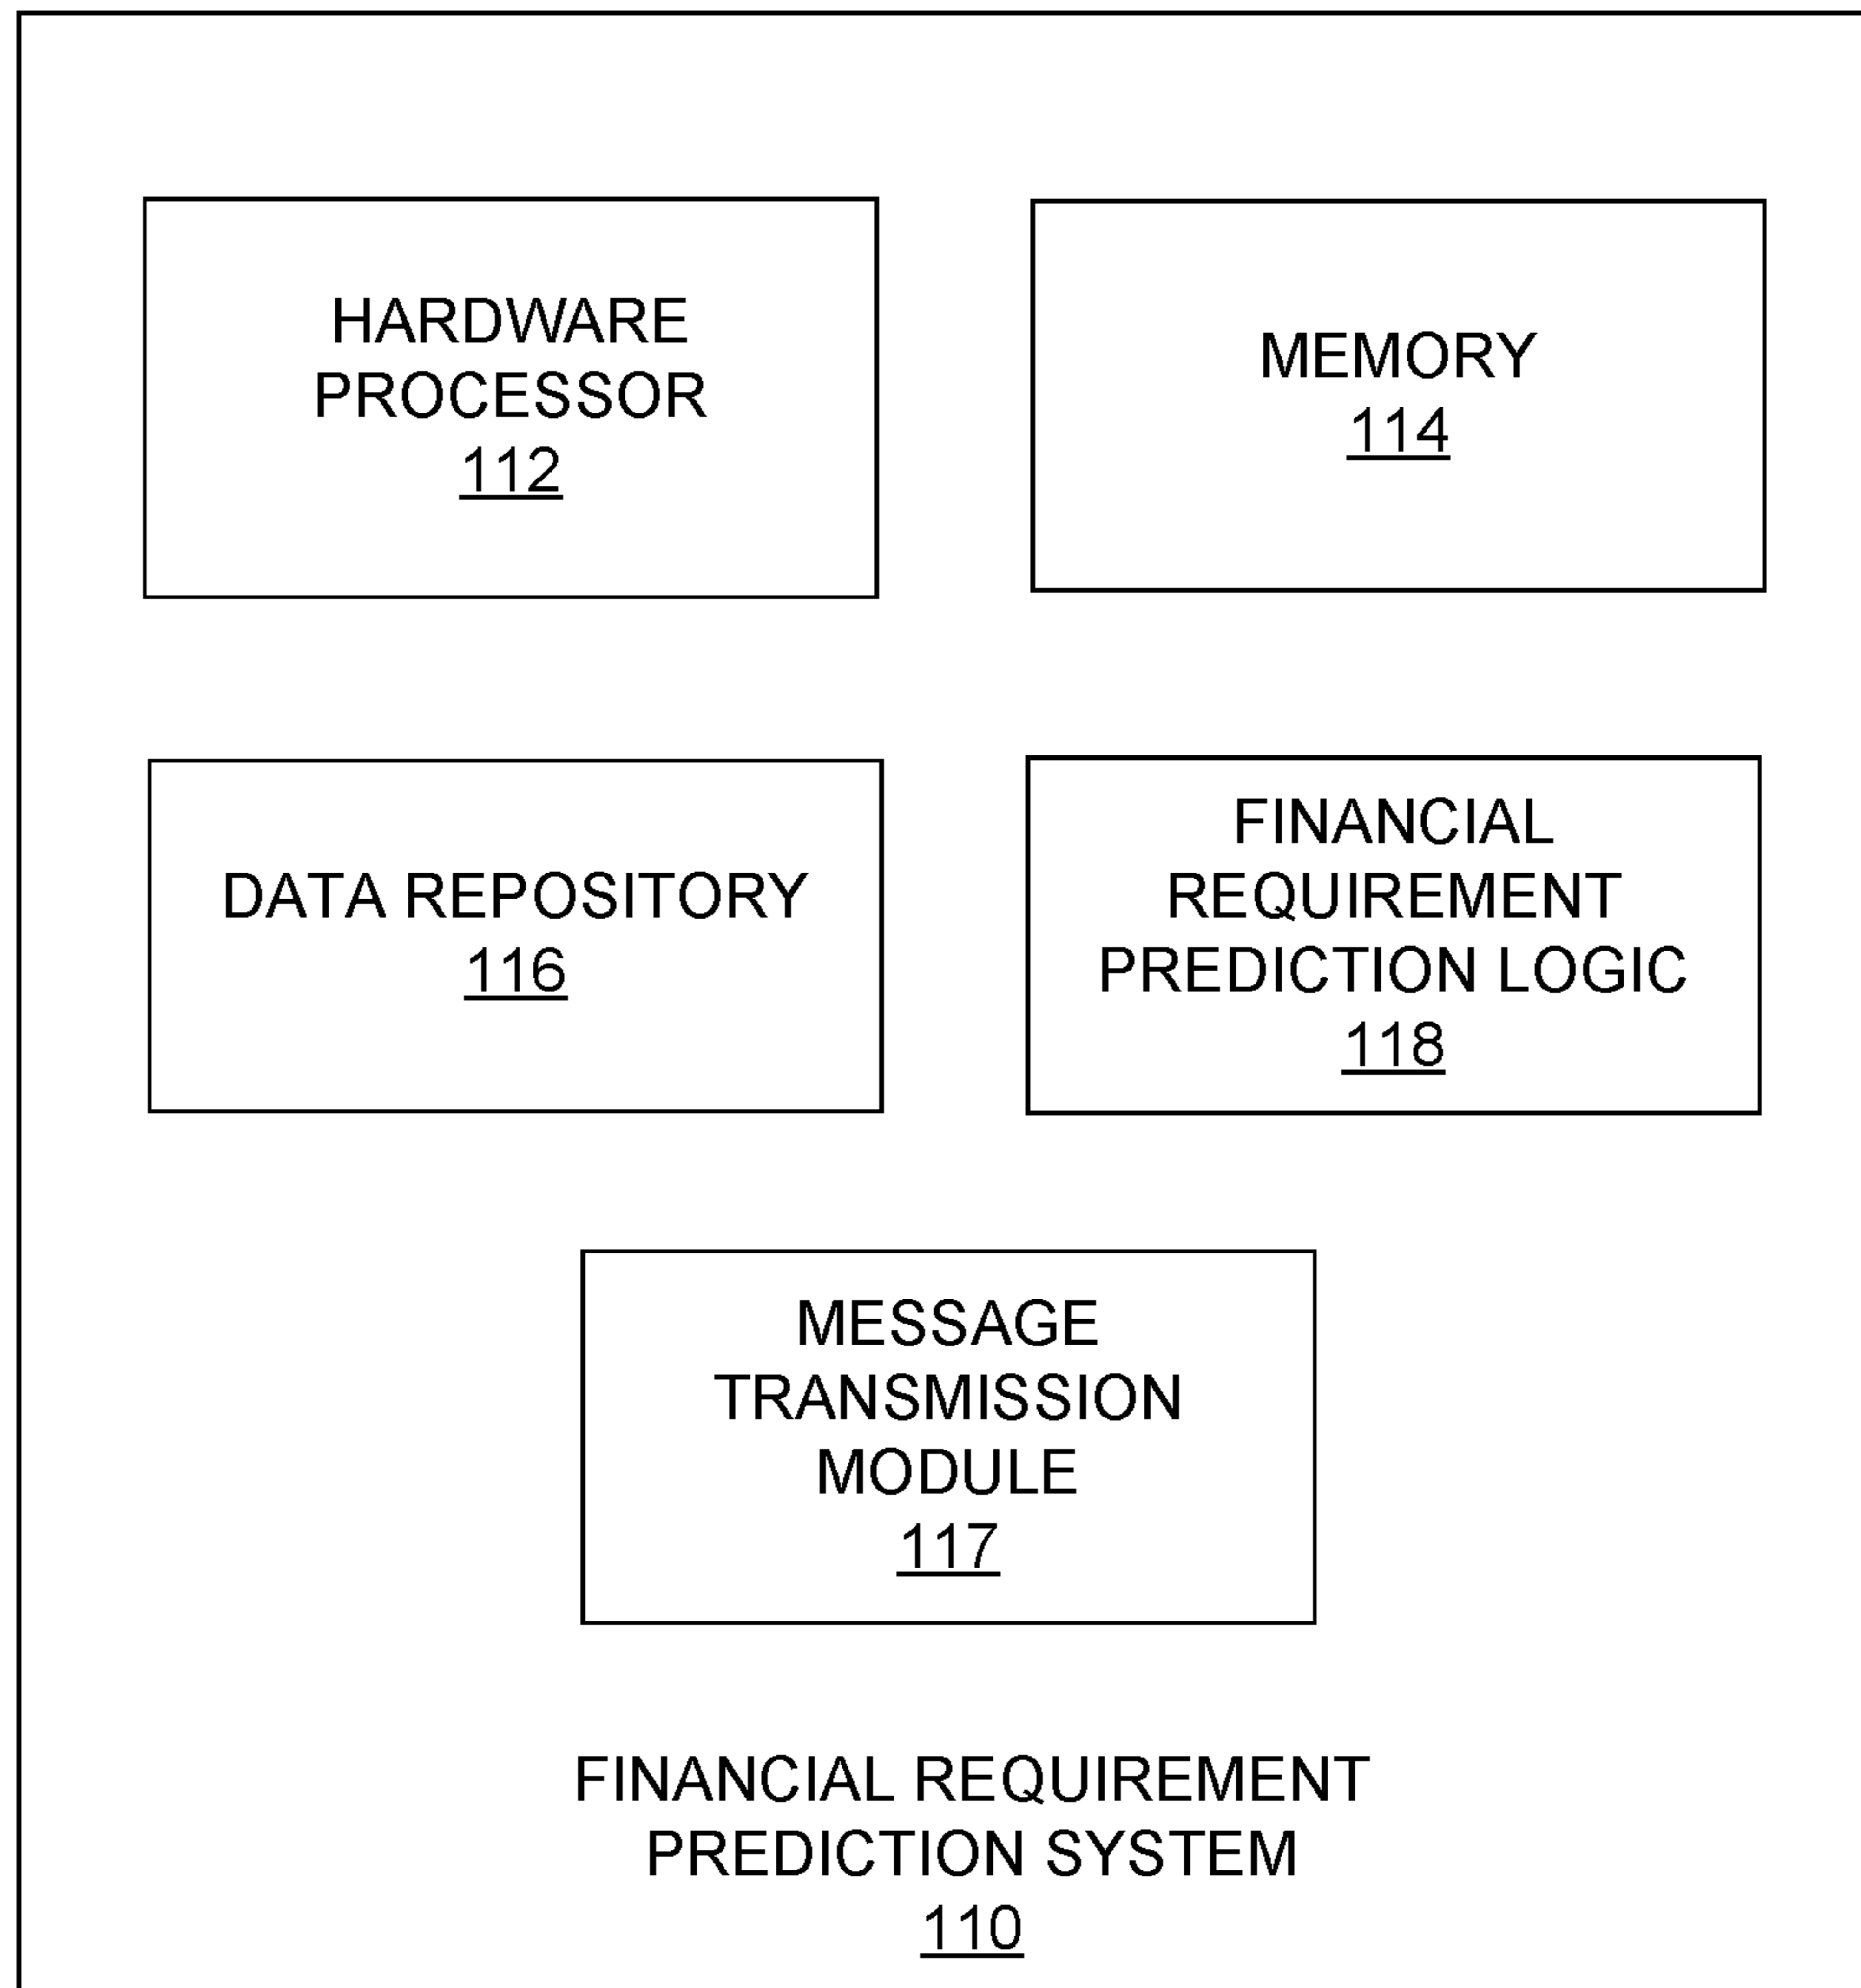 HARDWARE
PROCESSOR
112
MEMORY
114
DATA REPOSITORY
116
FINANCIAL
REQUIREMENT
PREDICTION LOGIC
118
MESSAGE
TRANSMISSION
MODULE
117
FINANCIAL REQUIREMENT
PREDICTION SYSTEM
110